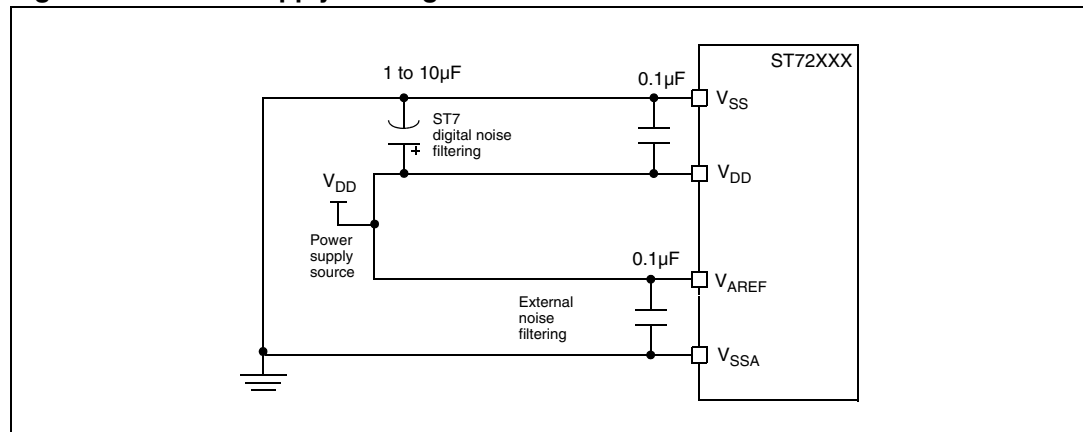 ST72XXX
1 to 10µF
0.1µF
VSS
ST7
digital noise
filtering
+
VDD
VDD
Power
supply
source
0.1µF
VAREF
External
noise
filtering
VSSA